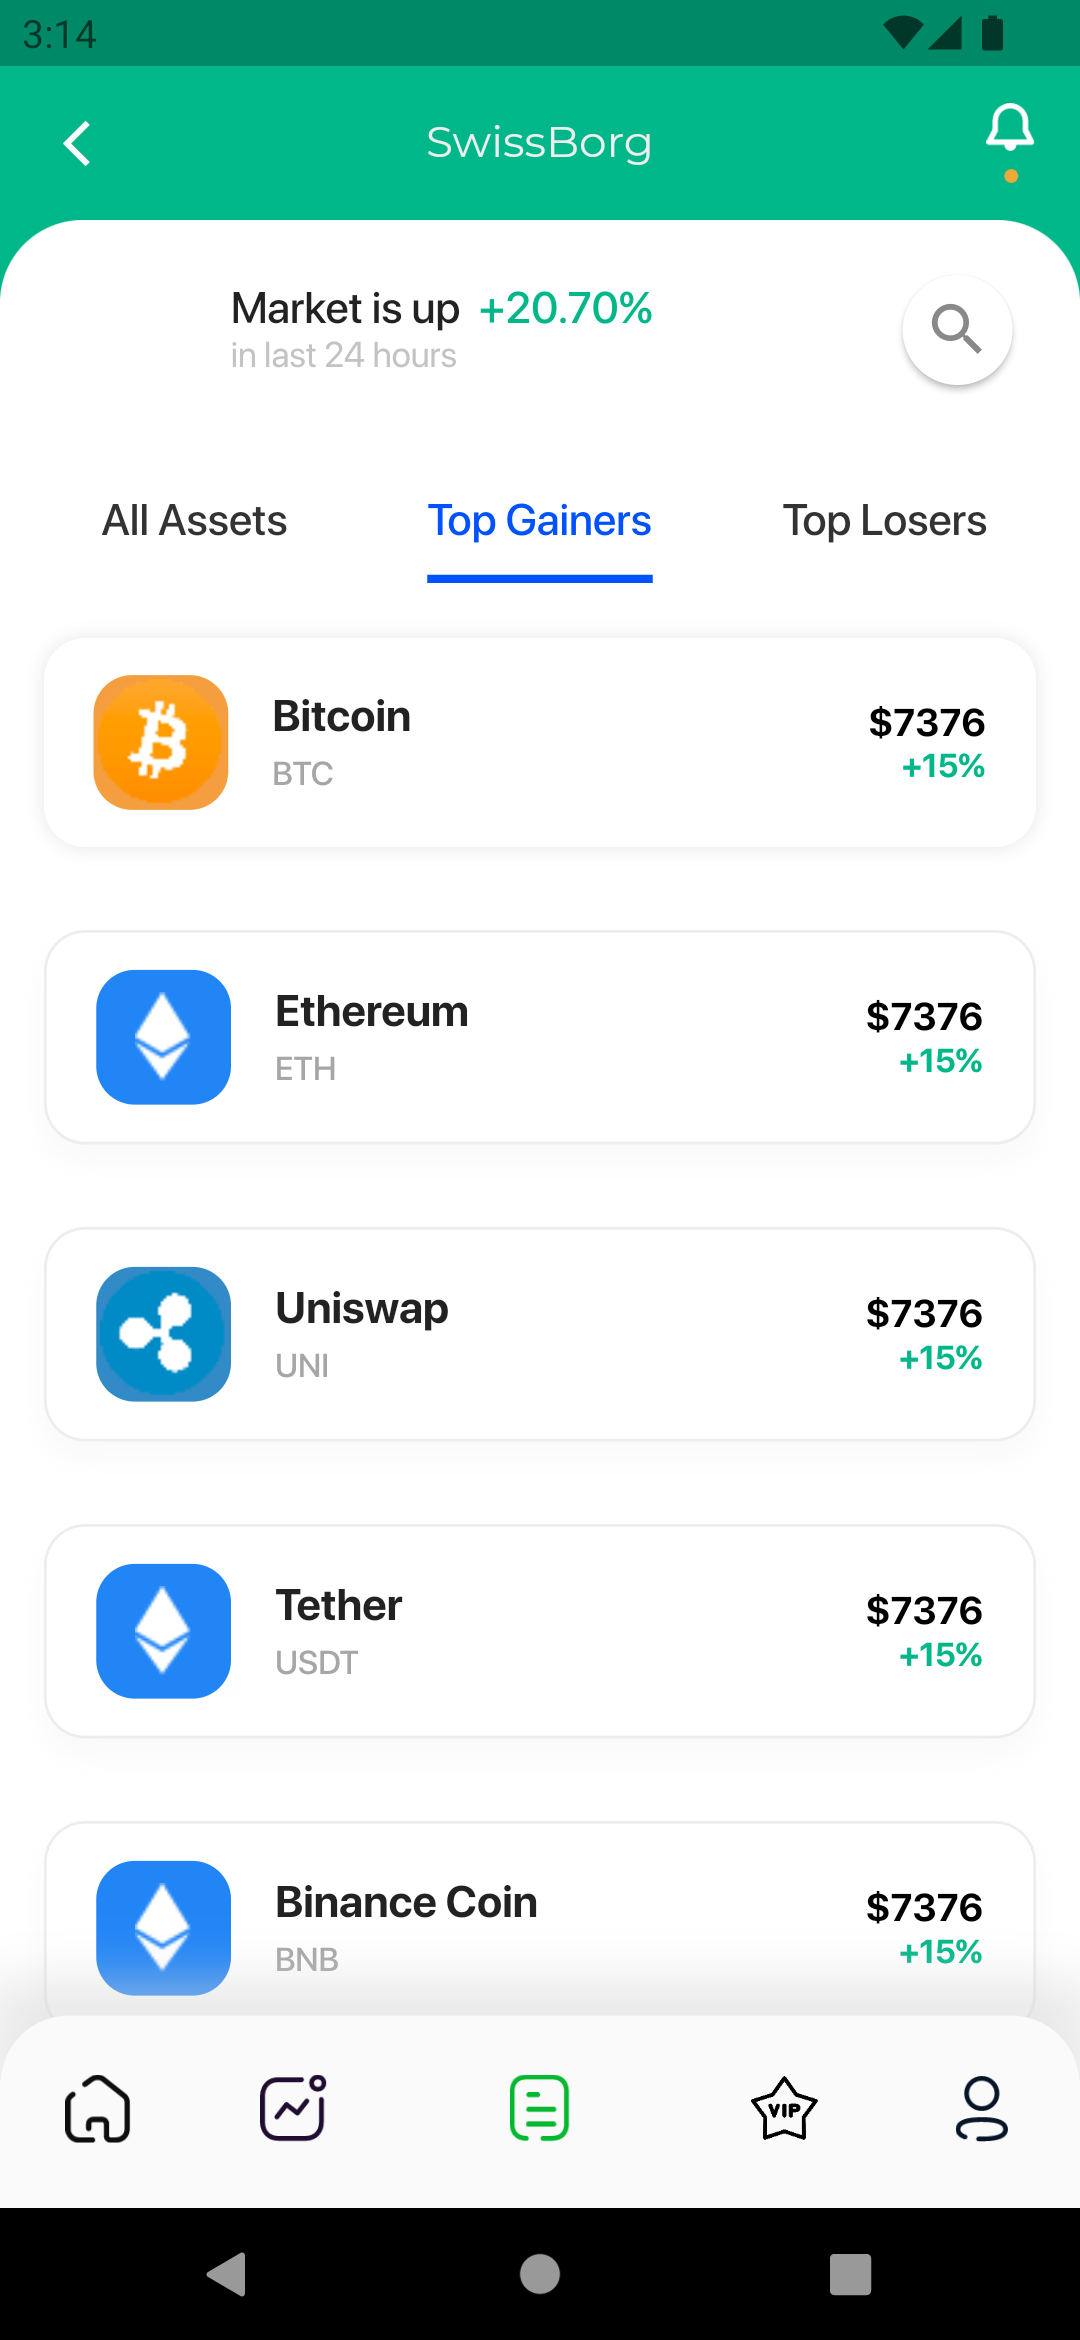 3:14
SwissBorg
Market is up +20.70%
in last 24 hours
All Assets Top Gainers Top Losers
Bitcoin $7376
BTC +15%
Ethereum $7376
ETH +15%
Uniswap $7376
UNI +15%
Tether $7376
USDT +15%
Binance Coin $7376
BNB +15%
VIP